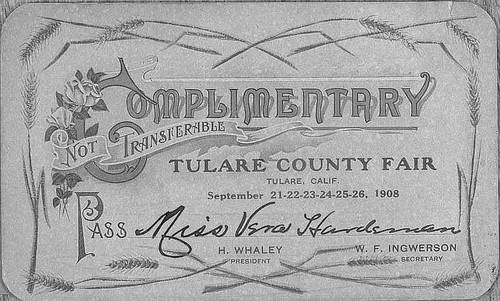 COMPLIMENTARY
NOT TRANSFERABLE
TULARE COUNTY FAIR
TULARE, CALIF.
September 21-22-23-24-25-26, 1908
PASS Miss Vera Hardeman
H. WHALEY W. F. INGWERSON
PRESIDENT SECRETARY